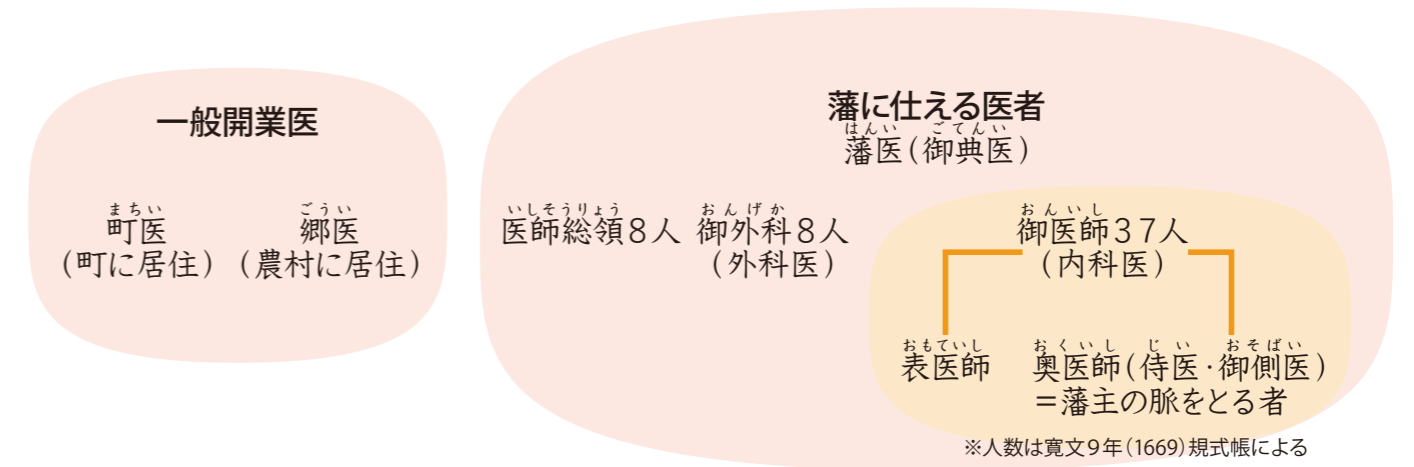 一般開業医
まちい
町医
(町に居住)
ごうい
郷医
(農村に居住)
藩に仕える医者
はんい ごてんい
藩医(御典医)
いしそうりょう
医師総領8人
おんげか
御外科8人
(外科医)
おんいし
御医師37人
(内科医)
おもていし
表医師
おくいし じい おそばい
奥医師(侍医・御側医)
=藩主の脈をとる者
※人数は寛文9年(1669)規式帳による